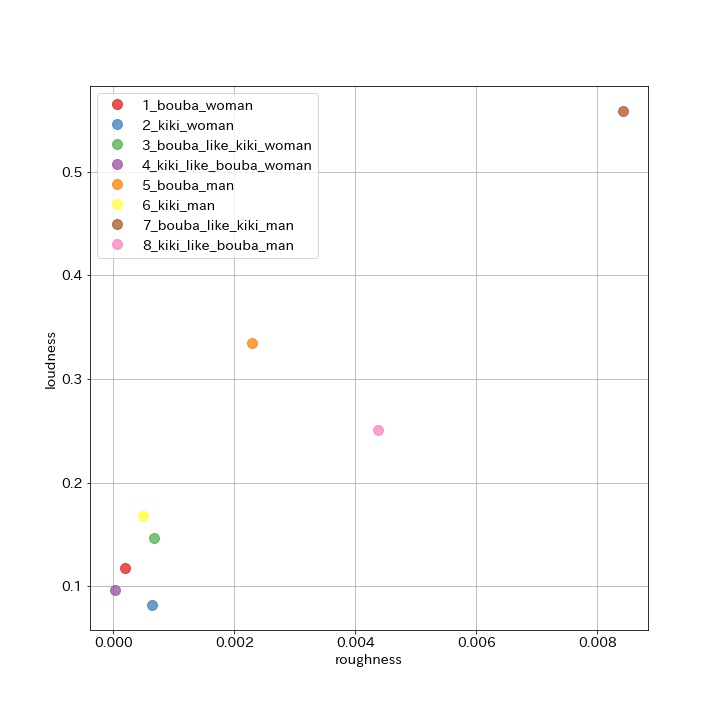 1_bouba_woman
2_kiki_woman
3_bouba_like_kiki_woman
4_kiki_like_bouba_woman
5_bouba_man
6_kiki_man
7_bouba_like_kiki_man
8_kiki_like_bouba_man
loudness
0.5
0.4
0.3
0.2
0.1
0.000 0.002 0.004 0.006 0.008
roughness